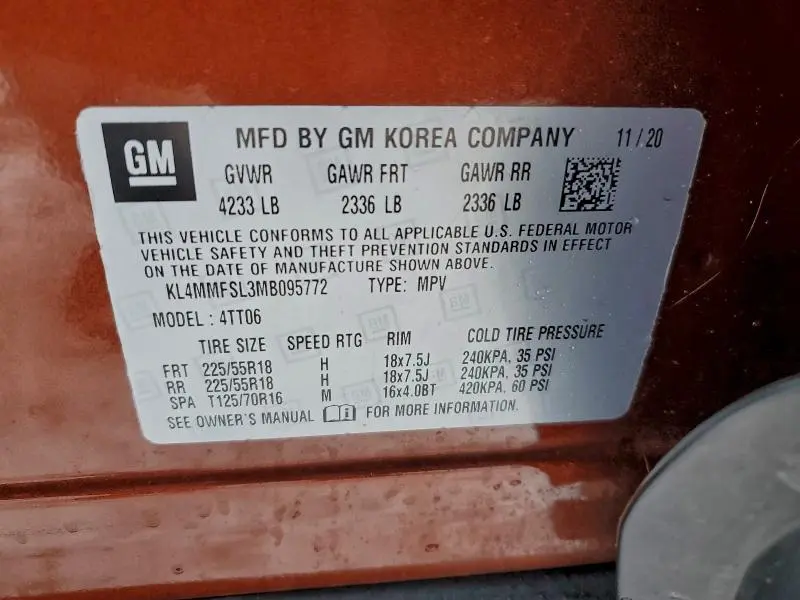 GM
MFD BY GM KOREA COMPANY 11/20
GVWR GAWR FRT GAWR RR
4233 LB 2336 LB 2336 LB
THIS VEHICLE CONFORMS TO ALL APPLICABLE U.S. FEDERAL MOTOR
VEHICLE SAFETY AND THEFT PREVENTION STANDARDS IN EFFECT
ON THE DATE OF MANUFACTURE SHOWN ABOVE.
KL4MMFSL3MB095772 TYPE: MPV
MODEL: 4TT06
TIRE SIZE SPEED RTG RIM COLD TIRE PRESSURE
FRT 225/55R18 H 18x7.5J 240KPA, 35 PSI
RR 225/55R18 H 18x7.5J 240KPA, 35 PSI
SPA T125/70R16 M 16x4.0BT 420KPA, 60 PSI
SEE OWNER'S MANUAL FOR MORE INFORMATION.